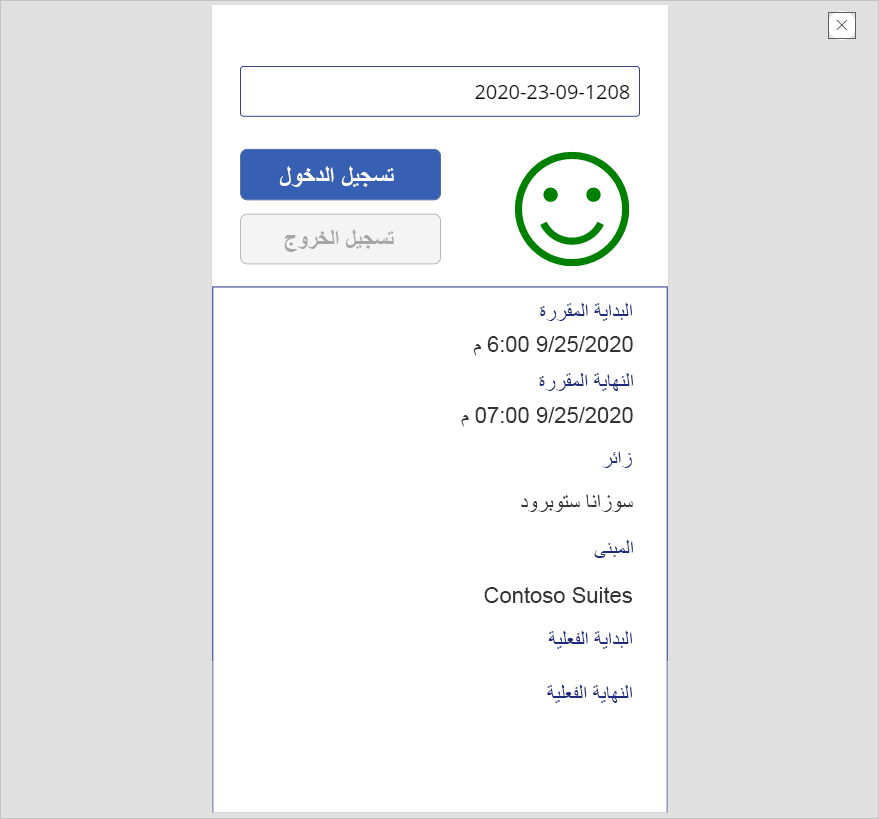 2020-23-09-1208
تسجيل الدخول
تسجيل الخروج
البداية المقررة
9/25/2020 6:00 م
النهاية المقررة
9/25/2020 07:00 م
زائر
سوزانا ستوبرود
المبنى
Contoso Suites
البداية الفعلية
النهاية الفعلية